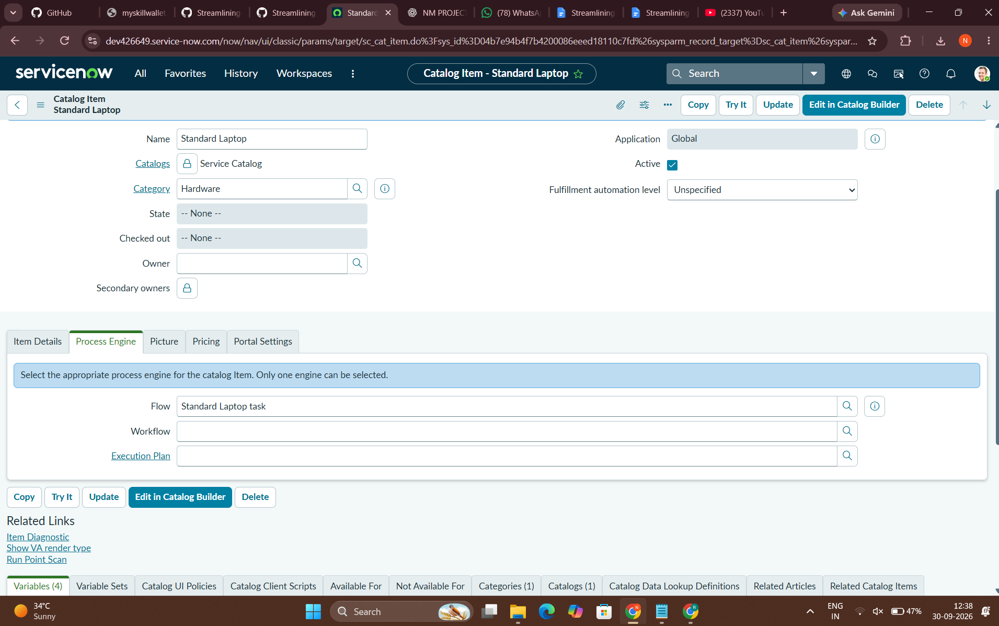 GitHub
myskillwallet
Streamlining
Streamlining
Standard
NM PROJECT
(78) WhatsA
Streamlining
Streamlining
(2337) YouTu
Ask Gemini
dev426649.service-now.com/now/nav/ui/classic/params/target/sc_cat_item.do%3Fsys_id%3D04b7e94b4f7b4200086eeed18110c7fd%26sysparm_record_target%3Dsc_cat_item%26syspar...
N
servicenow
All
Favorites
History
Workspaces
Catalog Item - Standard Laptop
Search
Catalog Item
Standard Laptop
Copy
Try It
Update
Edit in Catalog Builder
Delete
Name
Standard Laptop
Application
Global
Catalogs
Service Catalog
Active
Category
Hardware
Fulfillment automation level
Unspecified
State
-- None --
Checked out
-- None --
Owner
Secondary owners
Item Details
Process Engine
Picture
Pricing
Portal Settings
Select the appropriate process engine for the catalog Item. Only one engine can be selected.
Flow
Standard Laptop task
Workflow
Execution Plan
Copy
Try It
Update
Edit in Catalog Builder
Delete
Related Links
Item Diagnostic
Show VA render type
Run Point Scan
Variables (4)
Variable Sets
Catalog UI Policies
Catalog Client Scripts
Available For
Not Available For
Categories (1)
Catalogs (1)
Catalog Data Lookup Definitions
Related Articles
Related Catalog Items
34°C
Sunny
Search
N
R
ENG
IN
47%
12:38
30-09-2026